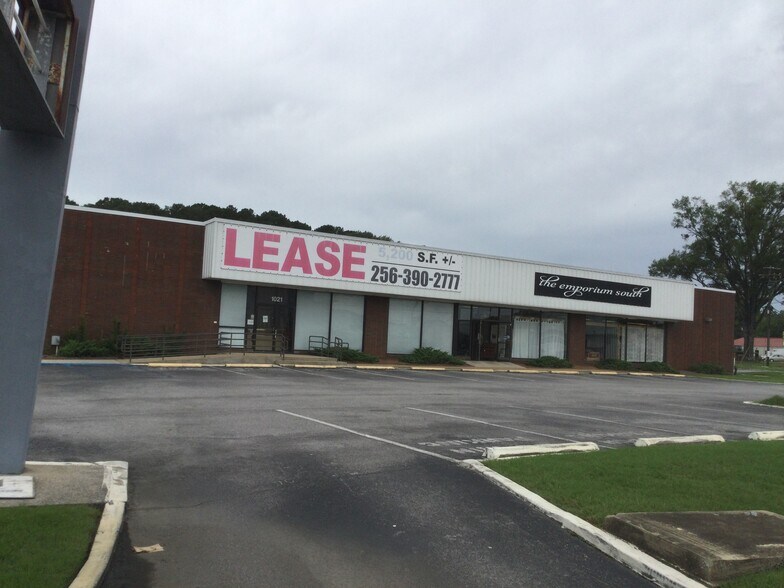 LEASE 5,200 S.F. +/-
256-390-2777
the emporium south
1021